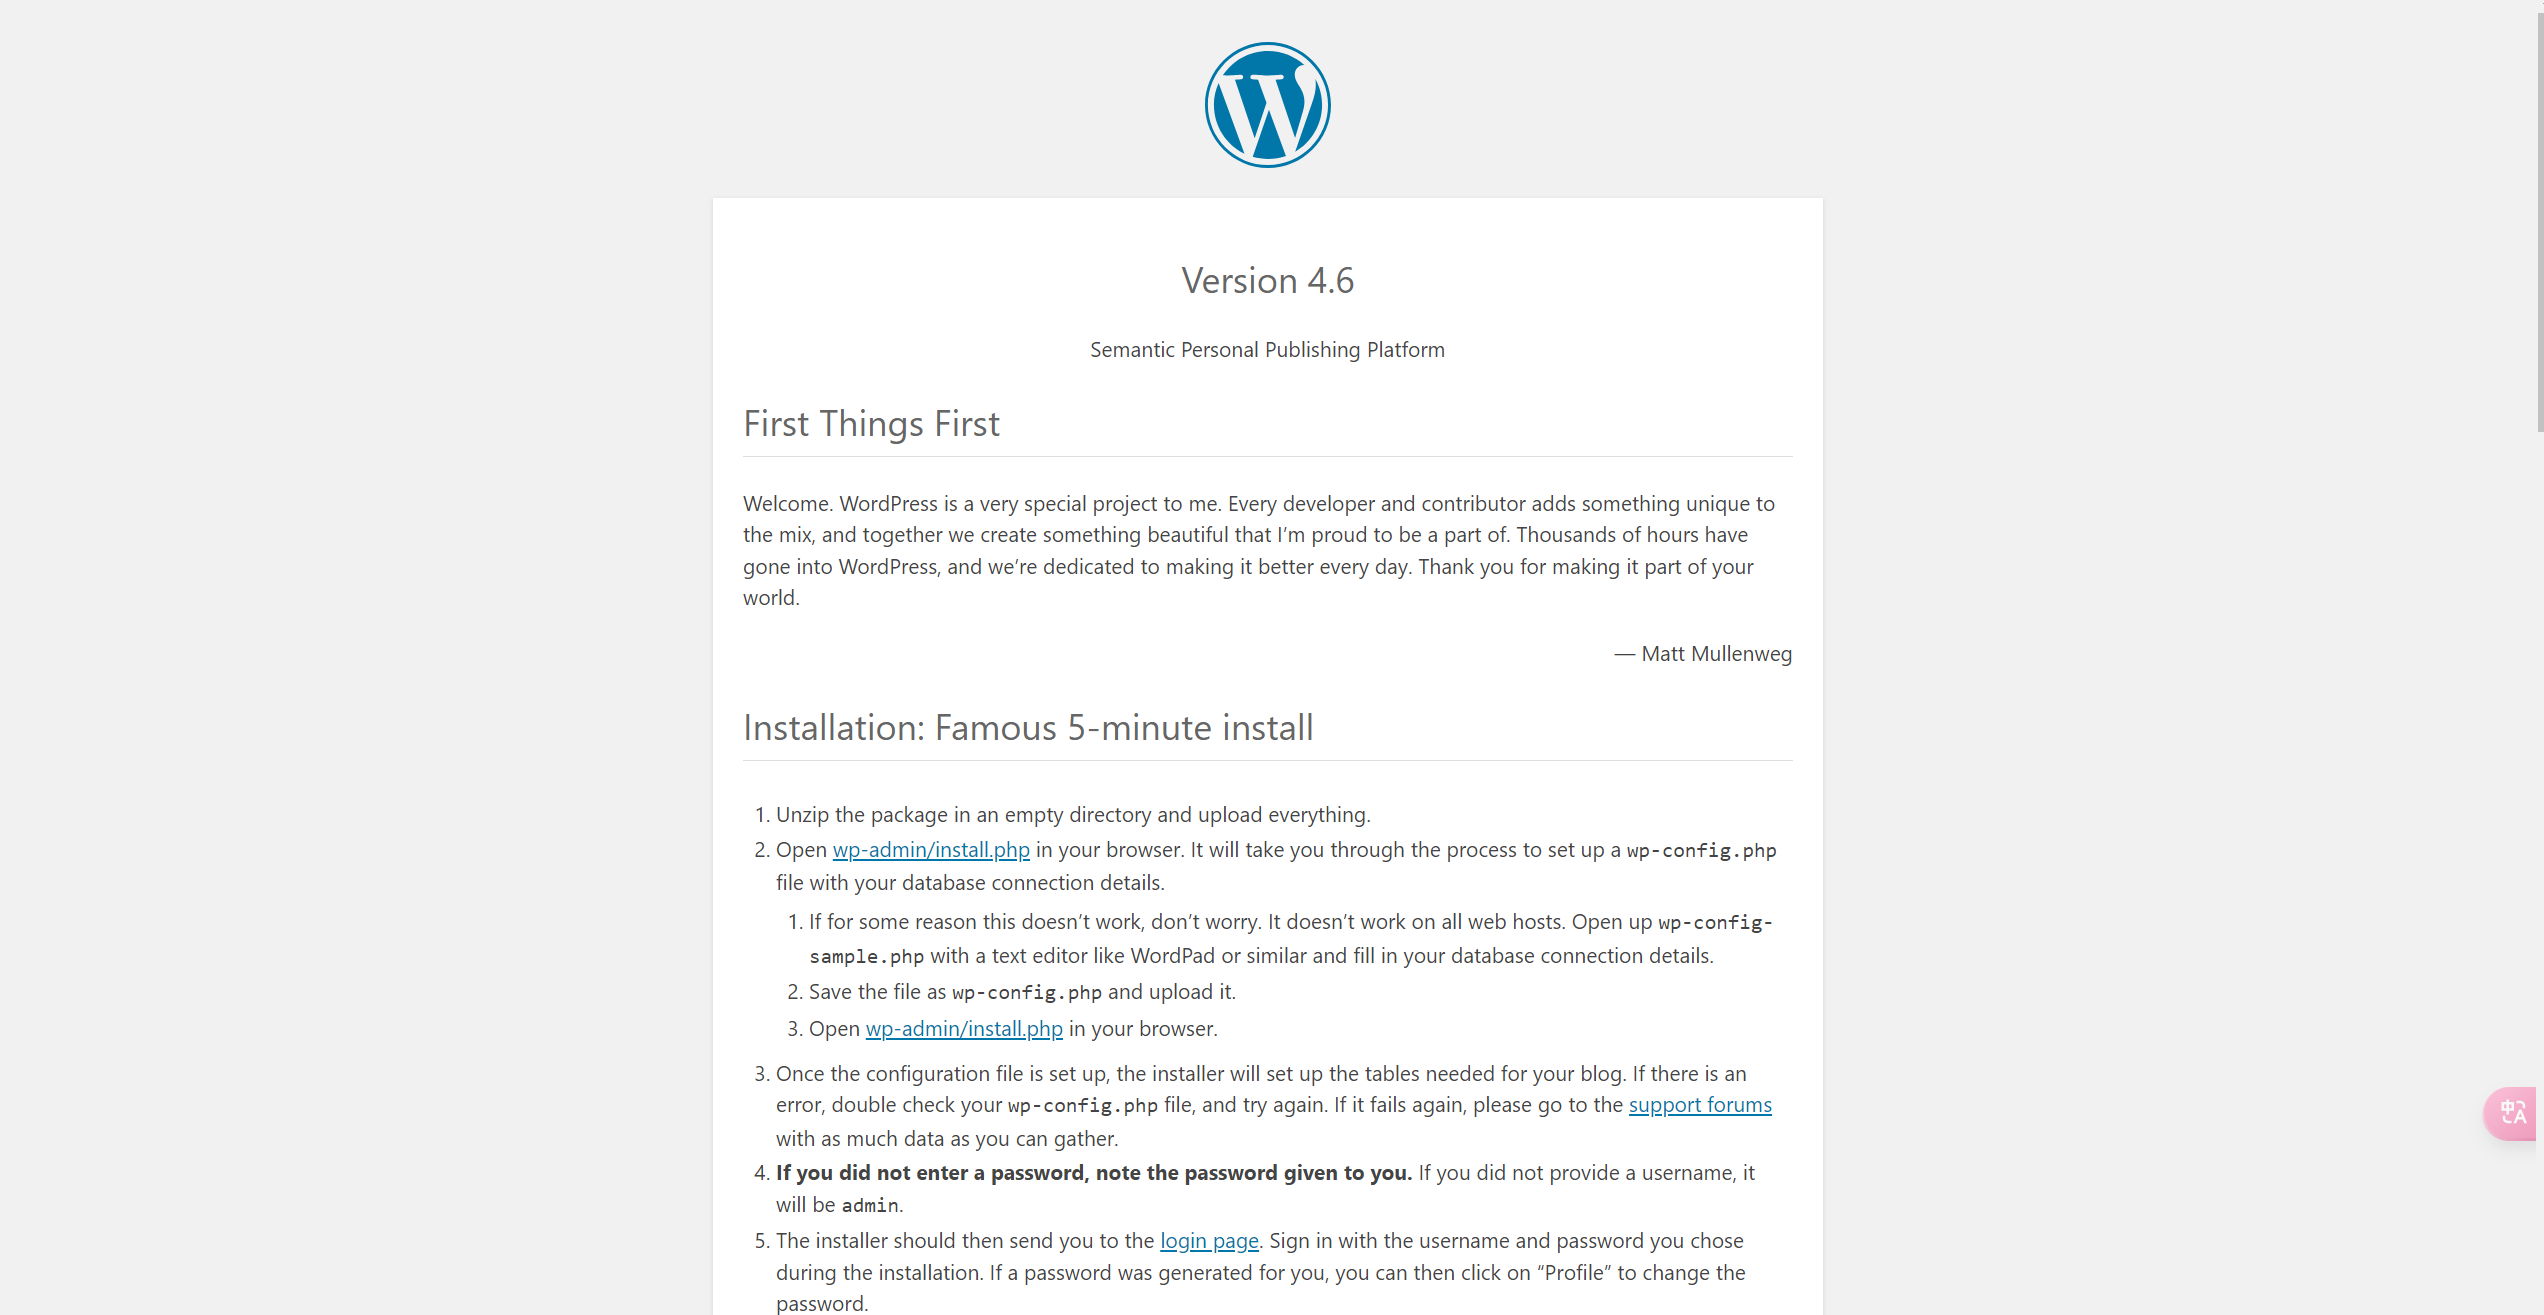 Version 4.6
Semantic Personal Publishing Platform
First Things First
Welcome. WordPress is a very special project to me. Every developer and contributor adds something unique to
the mix, and together we create something beautiful that I’m proud to be a part of. Thousands of hours have
gone into WordPress, and we’re dedicated to making it better every day. Thank you for making it part of your
world.
— Matt Mullenweg
Installation: Famous 5-minute install
1. Unzip the package in an empty directory and upload everything.
2. Open wp-admin/install.php in your browser. It will take you through the process to set up a wp-config.php
file with your database connection details.
1. If for some reason this doesn’t work, don’t worry. It doesn’t work on all web hosts. Open up wp-config-
sample.php with a text editor like WordPad or similar and fill in your database connection details.
2. Save the file as wp-config.php and upload it.
3. Open wp-admin/install.php in your browser.
3. Once the configuration file is set up, the installer will set up the tables needed for your blog. If there is an
error, double check your wp-config.php file, and try again. If it fails again, please go to the support forums
with as much data as you can gather.
4. If you did not enter a password, note the password given to you. If you did not provide a username, it
will be admin.
5. The installer should then send you to the login page. Sign in with the username and password you chose
during the installation. If a password was generated for you, you can then click on “Profile” to change the
password.
中A